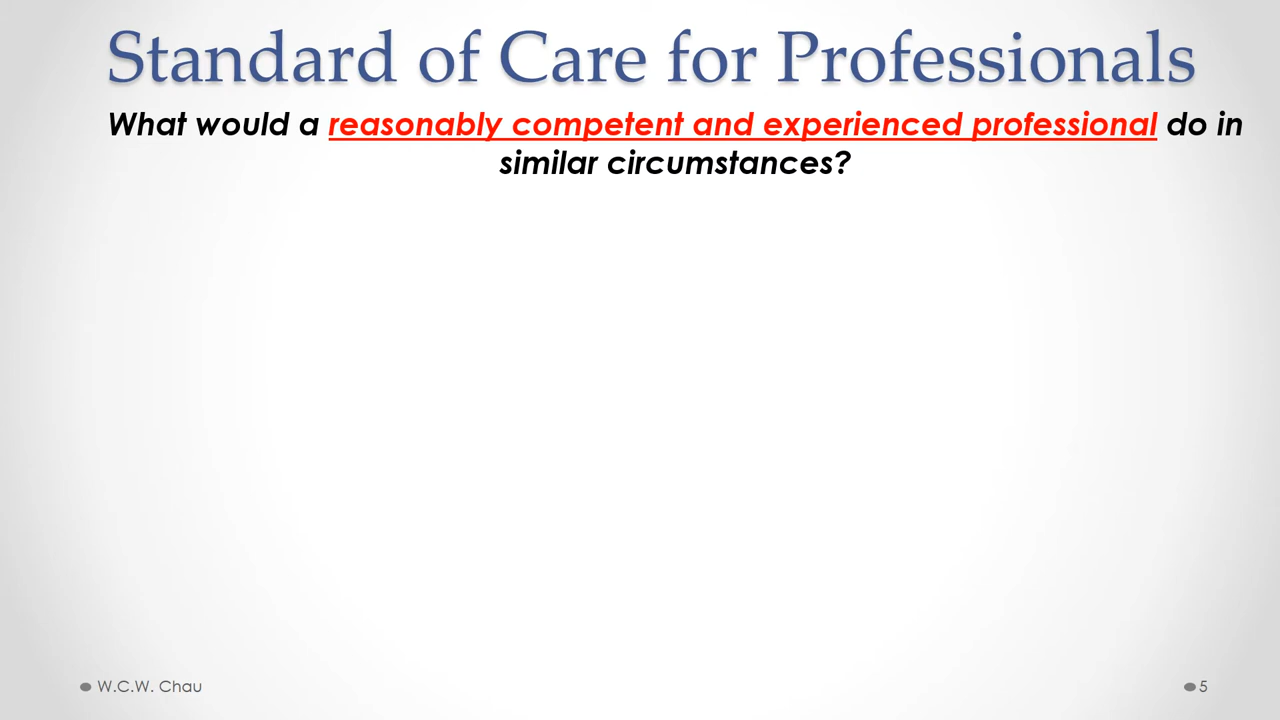 Standard of Care for Professionals
What would a reasonably competent and experienced professional do in
similar circumstances?
W.C.W. Chau
5